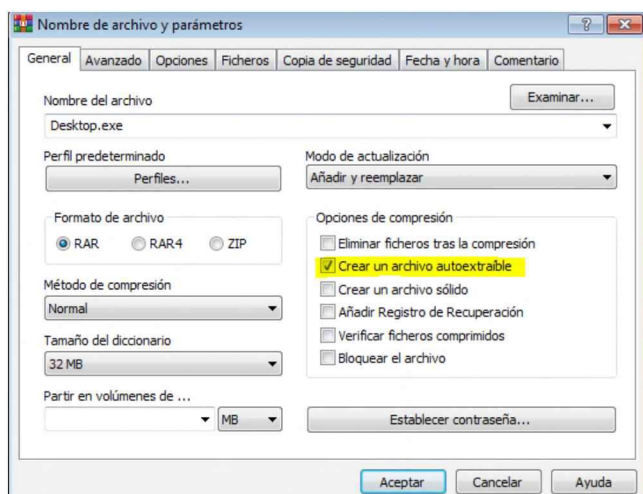 Nombre de archivo y parámetros
General Avanzado Opciones Ficheros Copia de seguridad Fecha y hora Comentario
Nombre del archivo
Examinar...
Desktop.exe
Perfil predeterminado
Perfiles...
Modo de actualización
Añadir y reemplazar
Formato de archivo
RAR RAR4 ZIP
Método de compresión
Normal
Tamaño del diccionario
32 MB
Partir en volúmenes de ...
MB
Opciones de compresión
Eliminar ficheros tras la compresión
Crear un archivo autoextraíble
Crear un archivo sólido
Añadir Registro de Recuperación
Verificar ficheros comprimidos
Bloquear el archivo
Establecer contraseña...
Aceptar Cancelar Ayuda